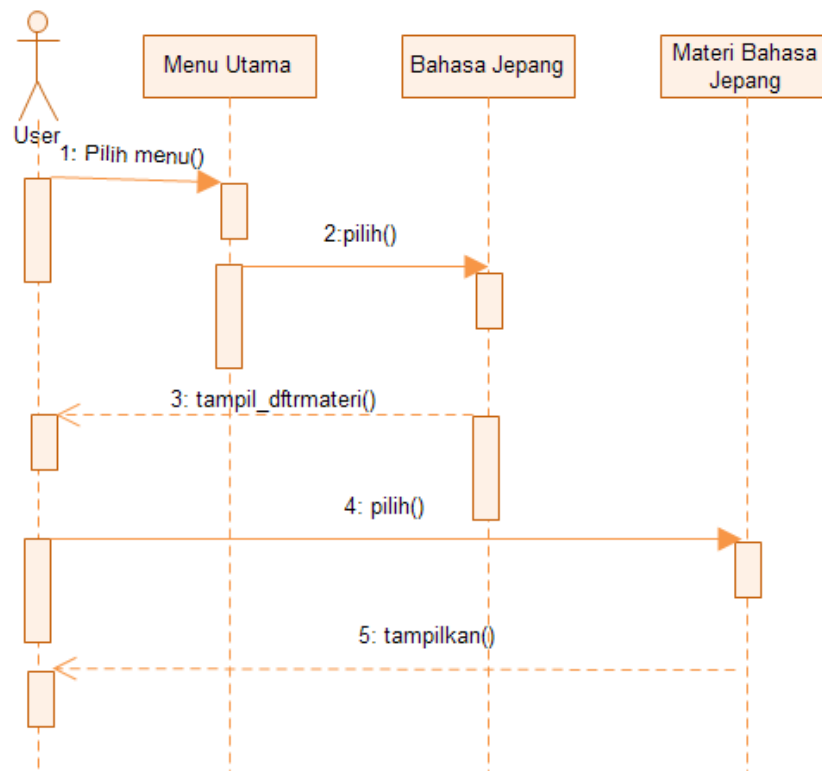 Menu Utama
Bahasa Jepang
Materi Bahasa
Jepang
User
1: Pilih menu()
2:pilih()
3: tampil_dftrmateri()
4: pilih()
5: tampilkan()